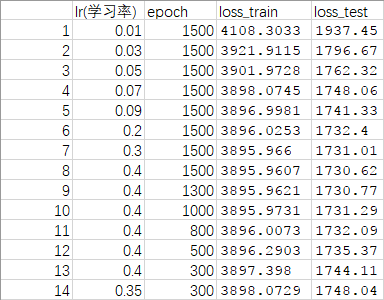 lr(学习率) epoch loss_train loss_test
1 0.01 1500 4108.3033 1937.45
2 0.03 1500 3921.9115 1796.67
3 0.05 1500 3901.9728 1762.32
4 0.07 1500 3898.0745 1748.06
5 0.09 1500 3896.9981 1741.33
6 0.2 1500 3896.0253 1732.4
7 0.3 1500 3895.966 1731.01
8 0.4 1500 3895.9607 1730.62
9 0.4 1300 3895.9621 1730.77
10 0.4 1000 3895.9731 1731.29
11 0.4 800 3896.0073 1732.09
12 0.4 500 3896.2903 1735.37
13 0.4 300 3897.398 1744.11
14 0.35 300 3898.0729 1748.04